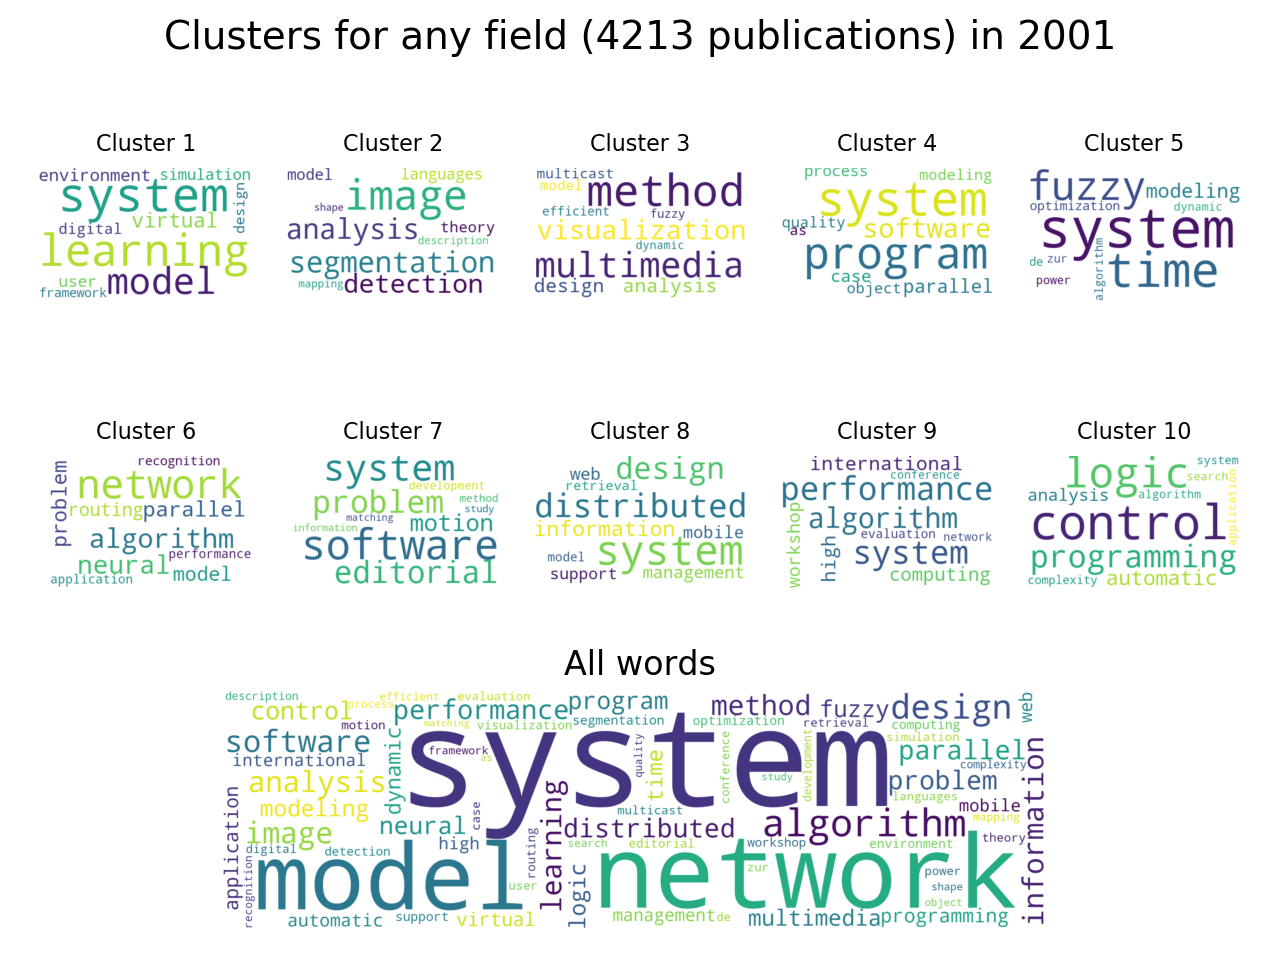 Clusters for any field (4213 publications) in 2001
Cluster 1
environment simulation
system
design
digital virtual
learning
user model
framework
Cluster 2
model languages
shape image
analysis theory
description
segmentation
mapping detection
Cluster 3
multicast
model method
efficient fuzzy
visualization
dynamic
multimedia
design analysis
Cluster 4
process modeling
system
quality software
as
program
case
object parallel
Cluster 5
fuzzy modeling
optimization dynamic
system
de zur algorithm time
power
Cluster 6
recognition
problem network
routing parallel
algorithm
neural performance
application model
Cluster 7
system
development
problem method
study
matching motion
information
software
editorial
Cluster 8
web design
retrieval
distributed
information mobile
model system
support management
Cluster 9
international
conference
performance
workshop algorithm
evaluation network
high system
computing
Cluster 10
logic system
search
analysis algorithm
application
control
programming
complexity automatic
All words
description process efficient evaluation program method fuzzy design web
control performance segmentation optimization retrieval computing
motion matching visualization simulation
software dynamic framework as system quality time conference study development parallel
international complexity information
analysis problem
modeling languages mobile
application image neural case multicast mapping
high learning distributed algorithm theory
digital detection routing search editorial workshop environment
recognition model user logic network zur power
shape
object
automatic support virtual management de multimedia programming